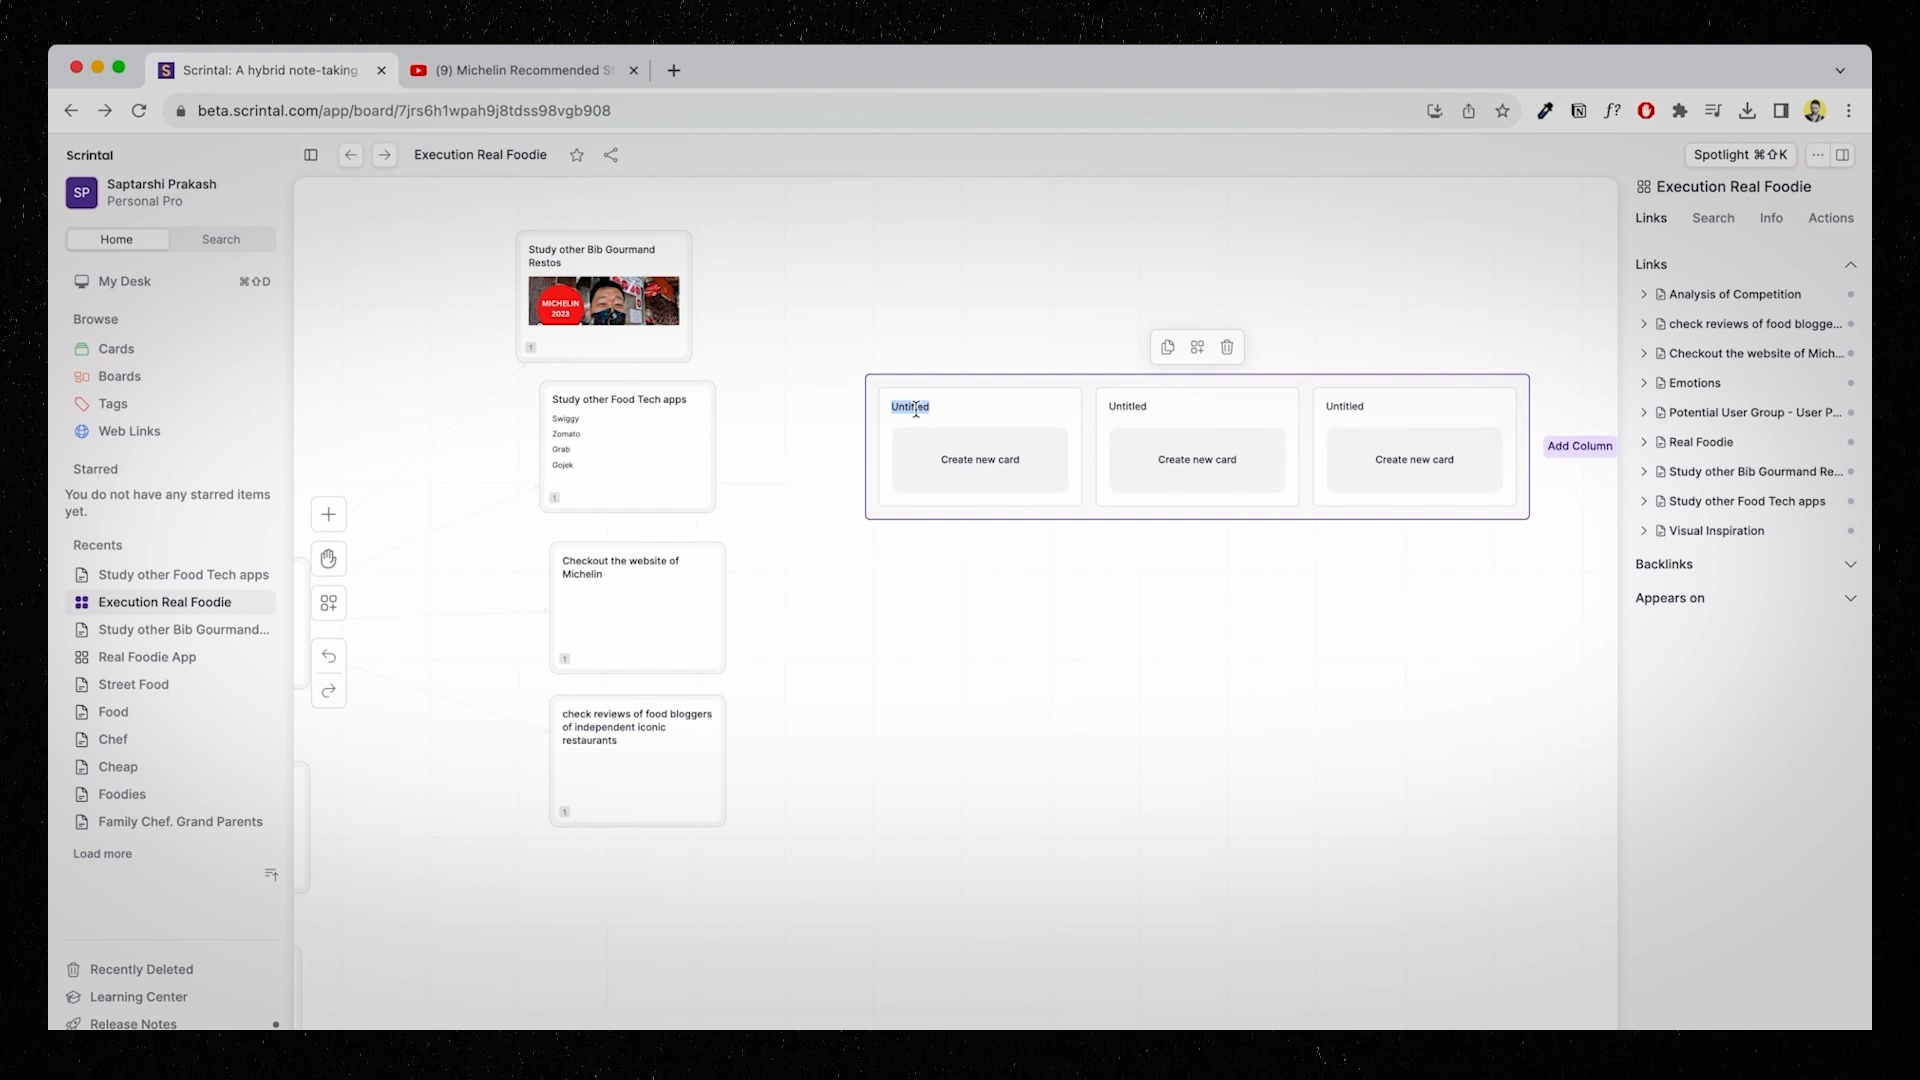 Scrintal: A hybrid note-taking
(9) Michelin Recommended S
beta.scrintal.com/app/board/7jrs6h1wpah9j8tdss98vgb908
f?
Scrintal
Execution Real Foodie
Spotlight ⌘⇧K
SP
Saptarshi Prakash
Personal Pro
Home
Search
My Desk
⌘⇧D
Browse
Cards
Boards
Tags
Web Links
Starred
You do not have any starred items
yet.
Recents
Study other Food Tech apps
Execution Real Foodie
Study other Bib Gourmand...
Real Foodie App
Street Food
Food
Chef
Cheap
Foodies
Family Chef. Grand Parents
Load more
Recently Deleted
Learning Center
Release Notes
Study other Bib Gourmand
Restos
MICHELIN
2023
1
Study other Food Tech apps
Swiggy
Zomato
Grab
Gojek
1
Checkout the website of
Michelin
1
check reviews of food bloggers
of independent iconic
restaurants
1
Untitled
Create new card
Untitled
Create new card
Untitled
Create new card
Add Column
Execution Real Foodie
Links
Search
Info
Actions
Links
Analysis of Competition
check reviews of food blogge...
Checkout the website of Mich...
Emotions
Potential User Group - User P...
Real Foodie
Study other Bib Gourmand Re...
Study other Food Tech apps
Visual Inspiration
Backlinks
Appears on